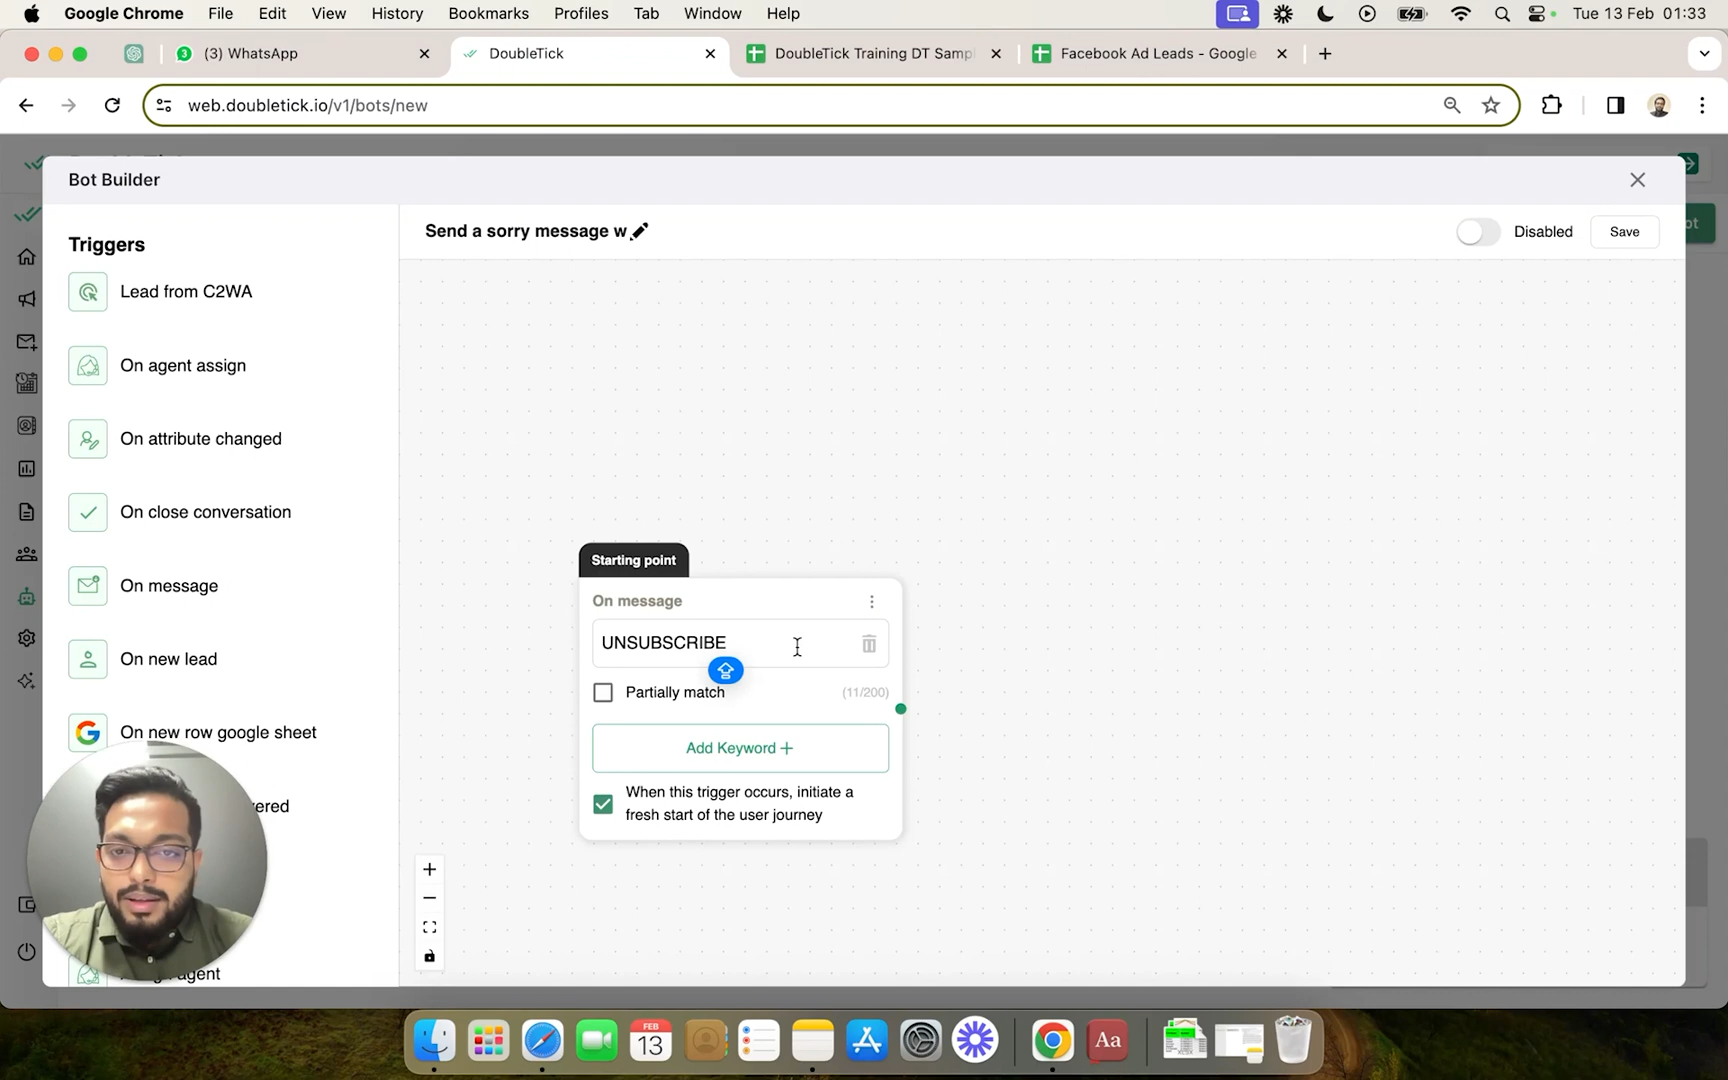 Google Chrome File Edit View History Bookmarks Profiles Tab Window Help Tue 13 Feb 01:33
3 (3) WhatsApp DoubleTick DoubleTick Training DT Samp Facebook Ad Leads - Google
web.doubletick.io/v1/bots/new
Bot Builder
Triggers
Send a sorry message w
Disabled
Save
Lead from C2WA
On agent assign
On attribute changed
On close conversation
On message
On new lead
On new row google sheet
ered
agent
Starting point
On message
UNSUBSCRIBE
Partially match (11/200)
Add Keyword +
When this trigger occurs, initiate a
fresh start of the user journey
FEB
13
Aa